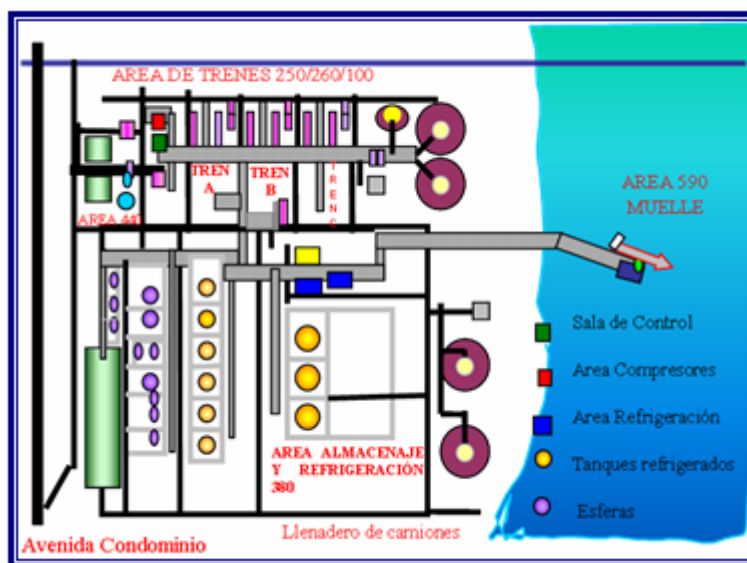 AREA DE TRENES 250/260/100
TREN
A
TREN
B
TREN C
AREA 440
AREA 590
MUELLE
Sala de Control
Area Compresores
Area Refrigeración
Tanques refrigerados
Esferas
AREA ALMACENAJE
Y REFRIGERACIÓN
380
Llenadero de camiones
Avenida Condominio